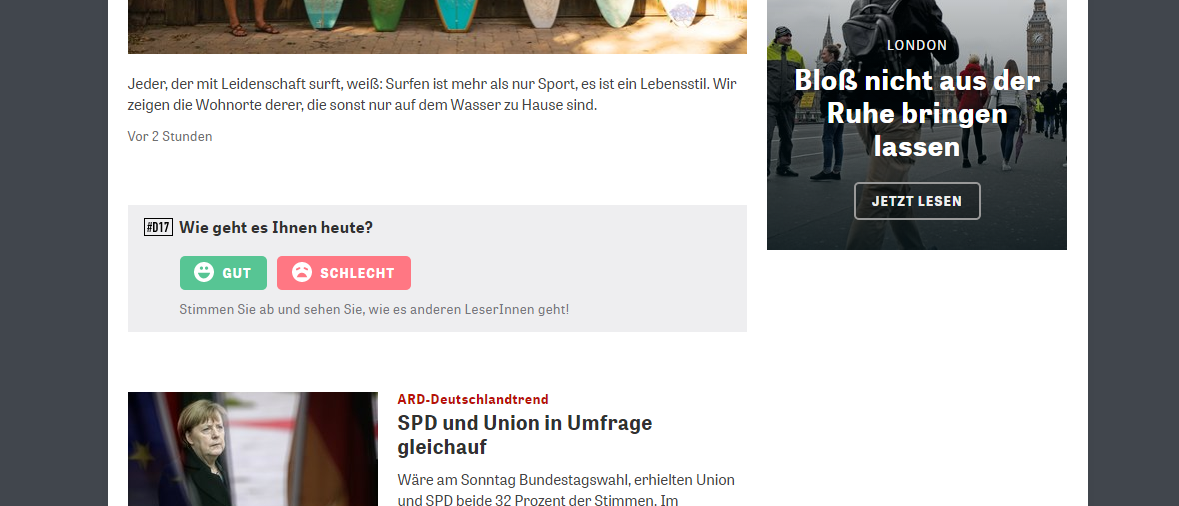 Jeder, der mit Leidenschaft surft, weiß: Surfen ist mehr als nur Sport, es ist ein Lebensstil. Wir
zeigen die Wohnorte derer, die sonst nur auf dem Wasser zu Hause sind.
Vor 2 Stunden
LONDON
Bloß nicht aus der
Ruhe bringen
lassen
JETZT LESEN
#D17 Wie geht es Ihnen heute?
GUT SCHLECHT
Stimmen Sie ab und sehen Sie, wie es anderen LeserInnen geht!
ARD-Deutschlandtrend
SPD und Union in Umfrage
gleichauf
Wäre am Sonntag Bundestagswahl, erhielten Union
und SPD beide 32 Prozent der Stimmen. Im